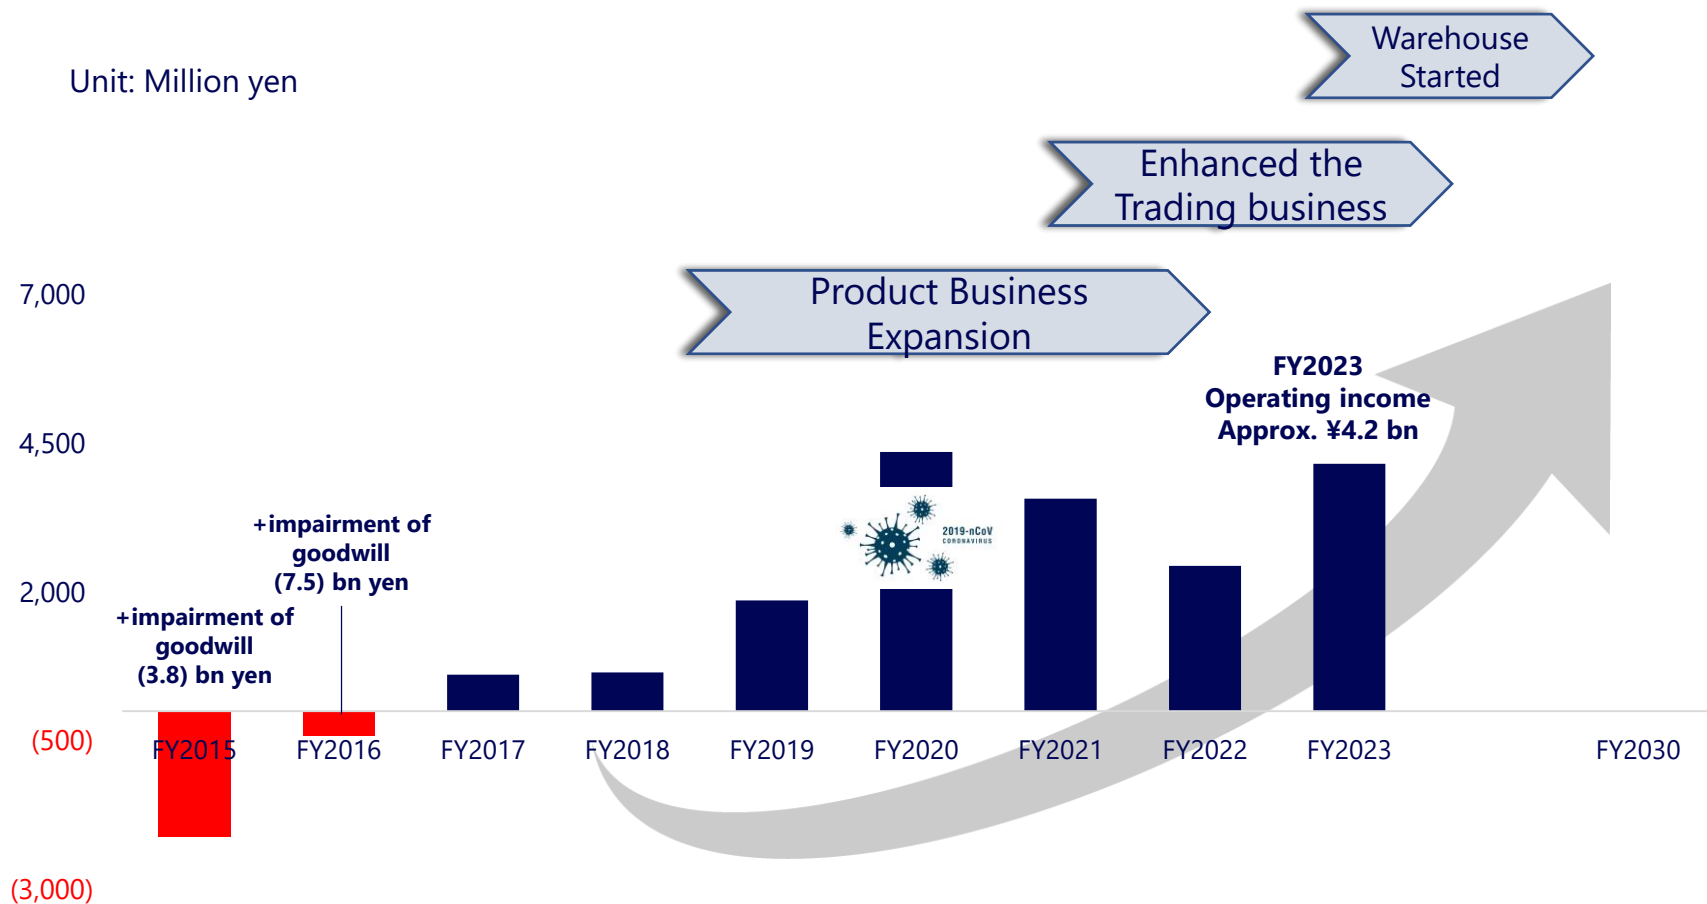 Warehouse
Started
Unit: Million yen
Enhanced the
Trading business
Product Business
Expansion
7,000
4,500
2,000
(500)
(3,000)
FY2023
Operating income
Approx. ¥4.2 bn
+impairment of
goodwill
(7.5) bn yen
+impairment of
goodwill
(3.8) bn yen
2019-nCoV
CORONAVIRUS
FY2015
FY2016
FY2017
FY2018
FY2019
FY2020
FY2021
FY2022
FY2023
FY2030